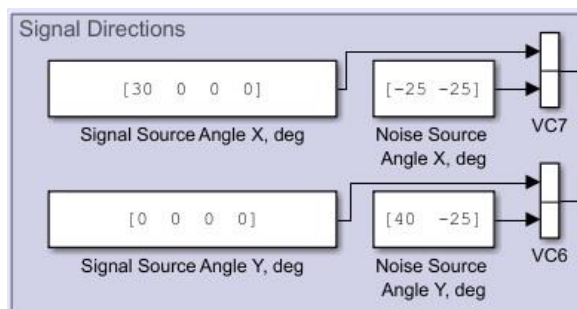 Signal Directions
[30 0 0 0]
[-25 -25]
Signal Source Angle X, deg
Noise Source
Angle X, deg
VC7
[0 0 0 0]
[40 -25]
Signal Source Angle Y, deg
Noise Source
Angle Y, deg
VC6